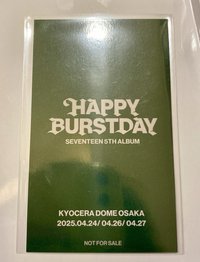 HAPPY
BURSTDAY
SEVENTEEN 5TH ALBUM
KYOCERA DOME OSAKA
2025.04.24/ 04.26/ 04.27
NOT FOR SALE